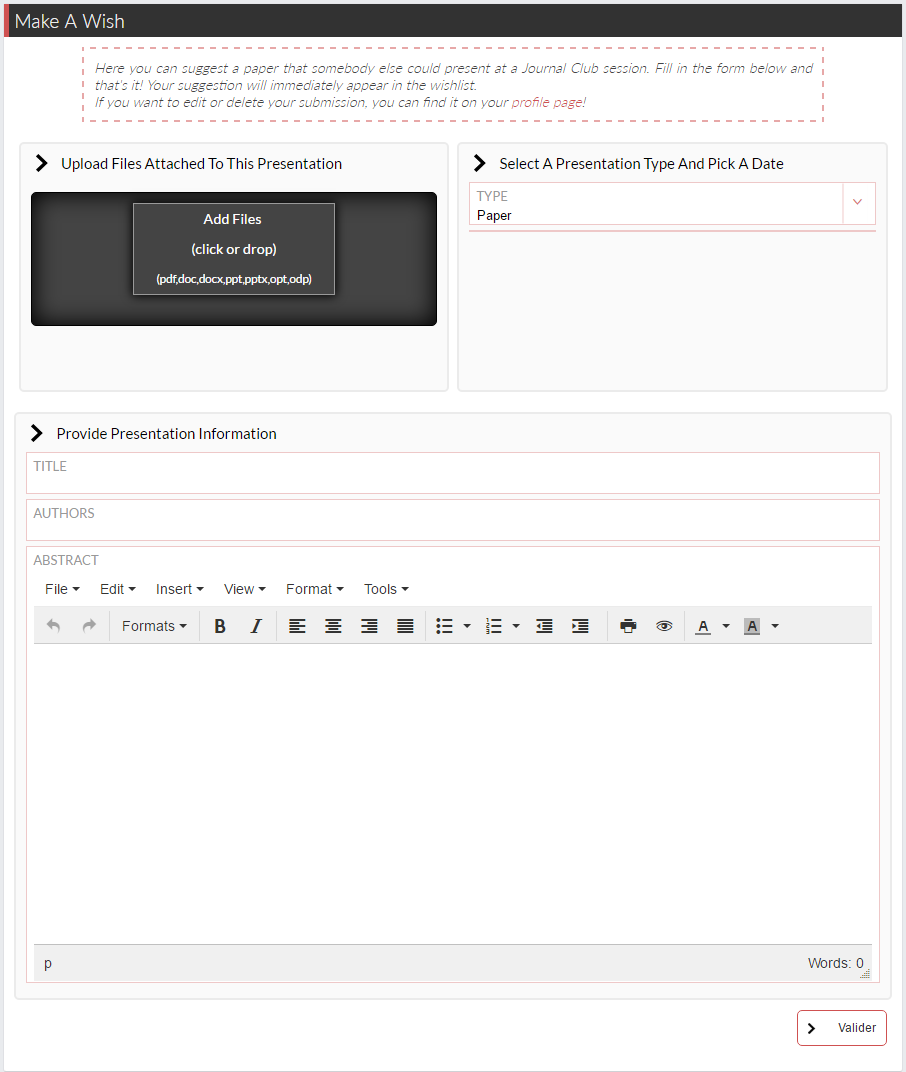 Make A Wish
Here you can suggest a paper that somebody else could present at a Journal Club session. Fill in the form below and
that's it! Your suggestion will immediately appear in the wishlist.
If you want to edit or delete your submission, you can find it on your profile page!
Upload Files Attached To This Presentation
Add Files
(click or drop)
(pdf,doc,docx,ppt,pptx,opt,odp)
Select A Presentation Type And Pick A Date
TYPE
Paper
Provide Presentation Information
TITLE
AUTHORS
ABSTRACT
File Edit Insert View Format Tools
Formats B I A A
p Words: 0
Valider